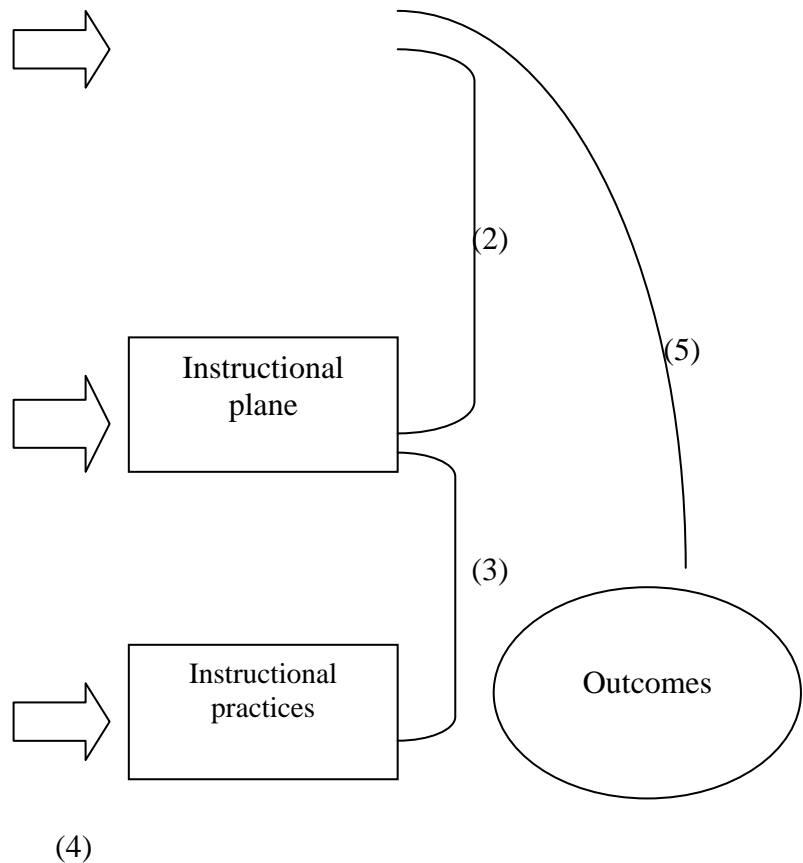 (2)
(5)
Instructional
plane
(3)
Instructional
practices
Outcomes
(4)